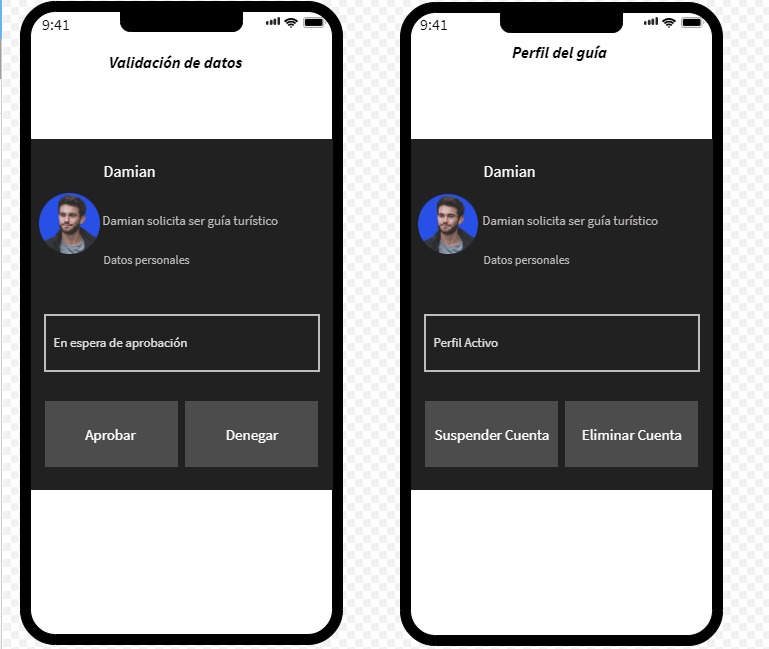 9:41
Validación de datos
Damian
Damian solicita ser guía turístico
Datos personales
En espera de aprobación
Aprobar
Denegar
9:41
Perfil del guía
Damian
Damian solicita ser guía turístico
Datos personales
Perfil Activo
Suspender Cuenta
Eliminar Cuenta